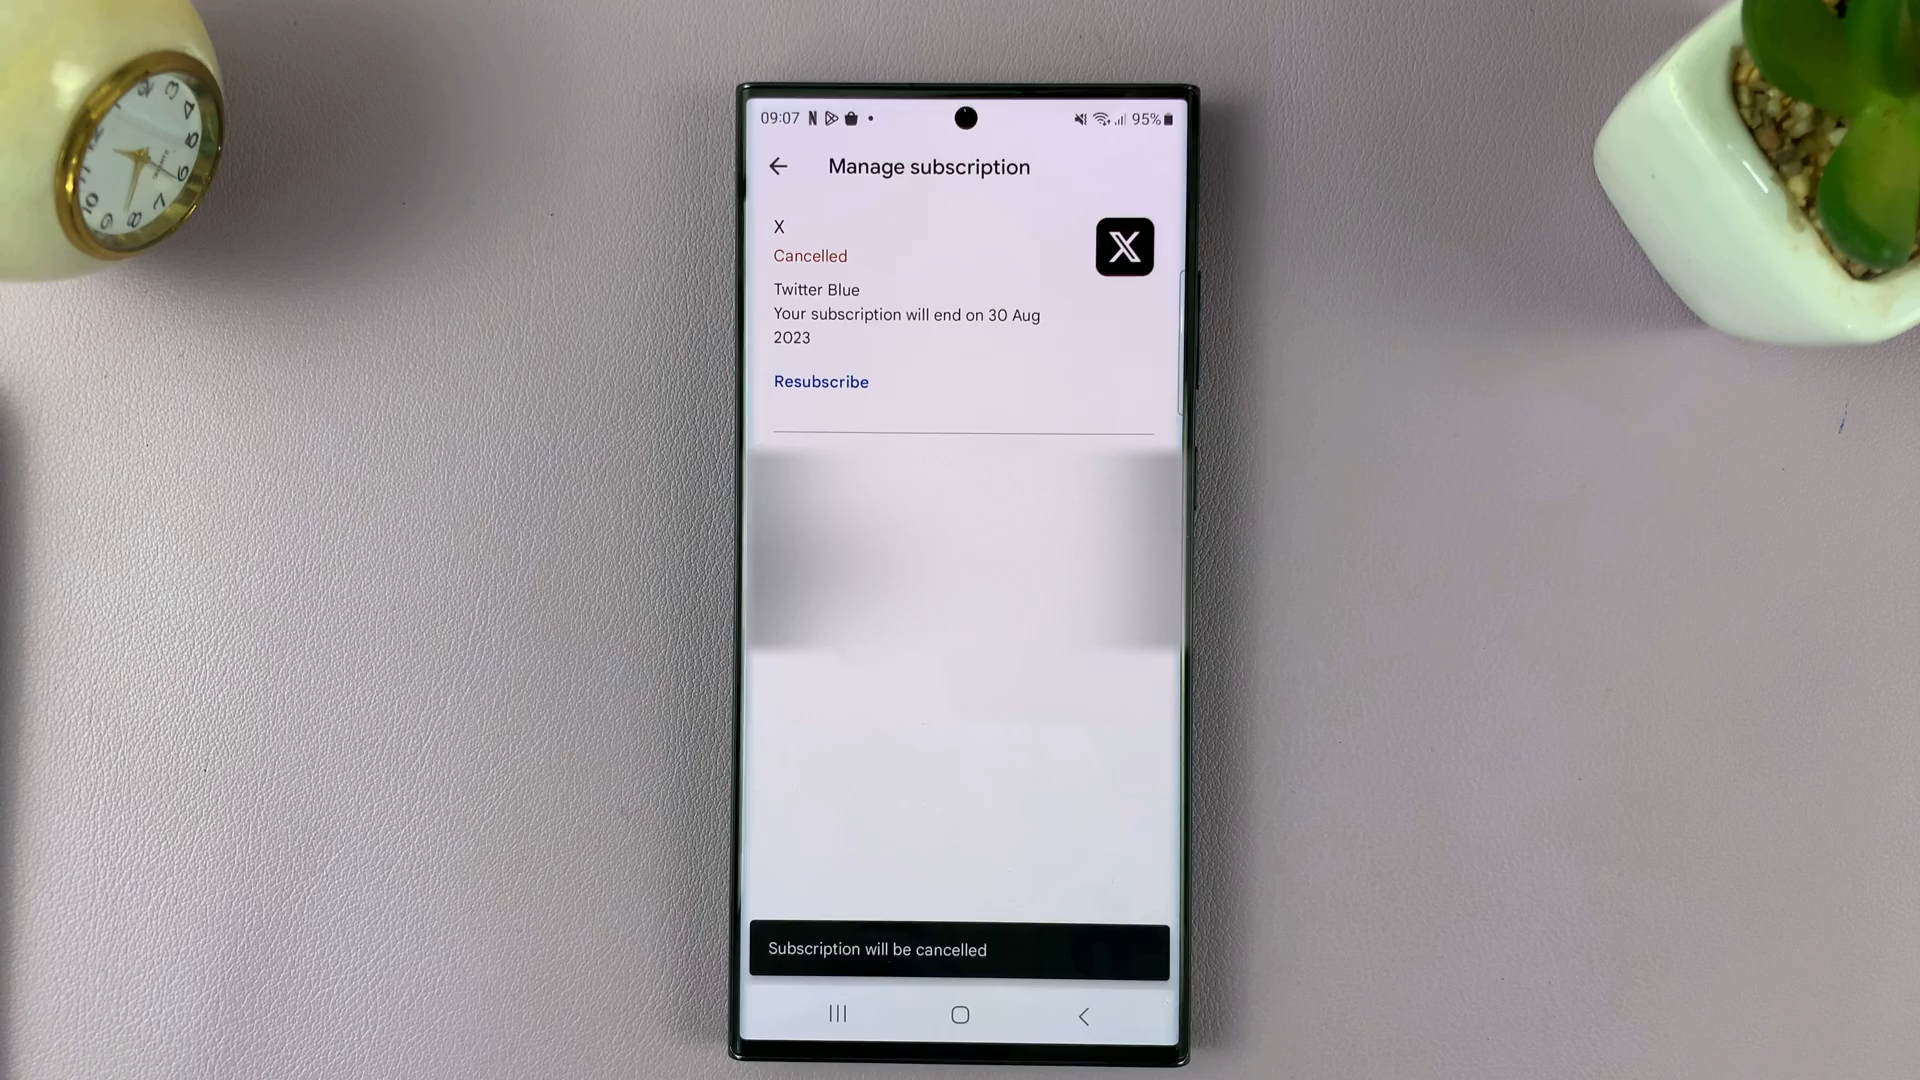 09:07 95%
Manage subscription
X
Cancelled
Twitter Blue
Your subscription will end on 30 Aug
2023
Resubscribe
Subscription will be cancelled